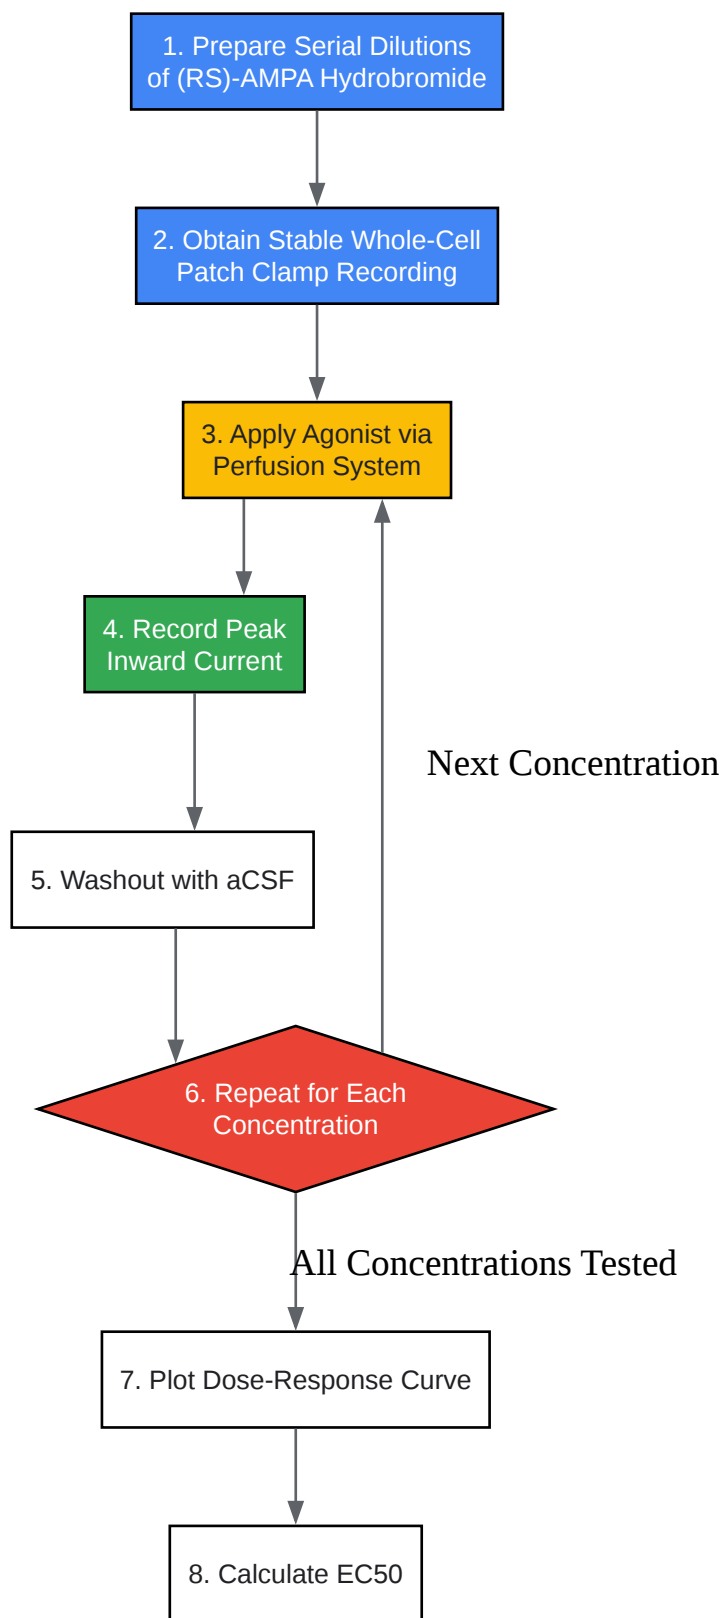 1. Prepare Serial Dilutions
of (RS)-AMPA Hydrobromide
2. Obtain Stable Whole-Cell
Patch Clamp Recording
3. Apply Agonist via
Perfusion System
4. Record Peak
Inward Current
Next Concentration
5. Washout with aCSF
6. Repeat for Each
Concentration
All Concentrations Tested
7. Plot Dose-Response Curve
8. Calculate EC50